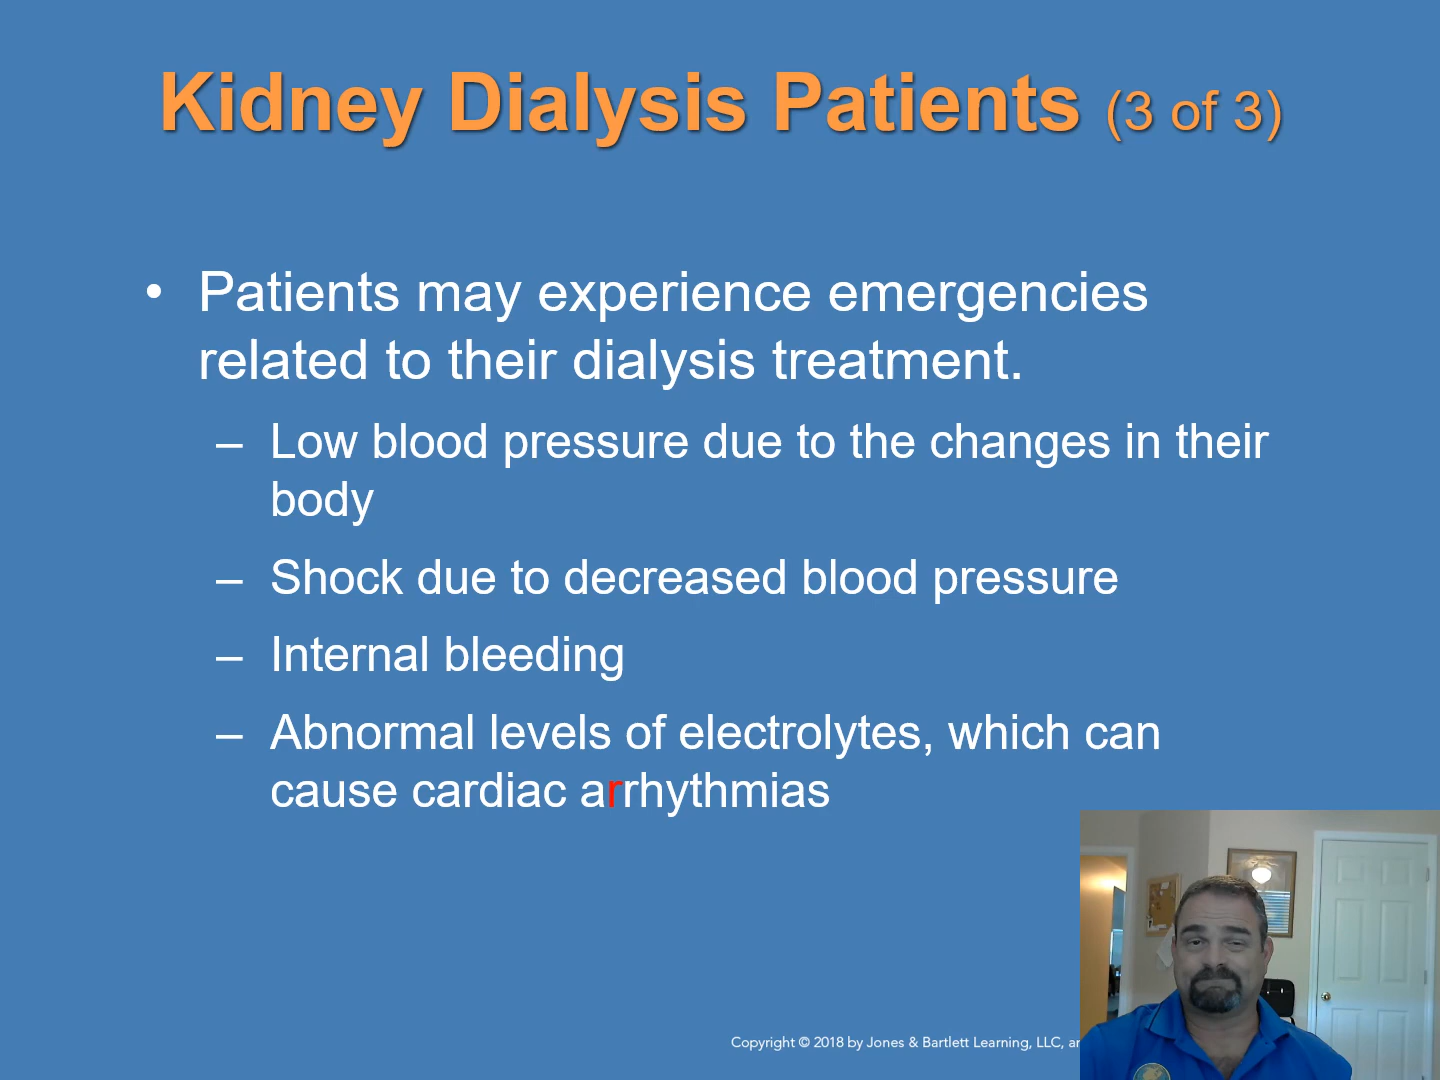 Kidney Dialysis Patients (3 of 3)
• Patients may experience emergencies
related to their dialysis treatment.
– Low blood pressure due to the changes in their
body
– Shock due to decreased blood pressure
– Internal bleeding
– Abnormal levels of electrolytes, which can
cause cardiac arrhythmias
Copyright © 2018 by Jones & Bartlett Learning, LLC,